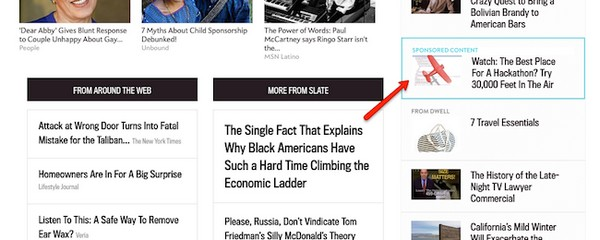 'Dear Abby' Gives Blunt Response
to Couple Unhappy About Gay...
People
7 Myths About Child Sponsorship
Debunked!
Unbound
The Power of Words: Paul
McCartney says Ringo Starr isn't
the...
MSN Latino
FROM AROUND THE WEB
Attack at Wrong Door Turns Into Fatal
Mistake for the Taliban... The New York Times
Homeowners Are In For A Big Surprise
Lifestyle Journal
Listen To This: A Safe Way To Remove
Ear Wax? Veria
MORE FROM SLATE
The Single Fact That Explains
Why Black Americans Have
Such a Hard Time Climbing the
Economic Ladder
Please, Russia, Don't Vindicate Tom
Friedman's Silly McDonald's Theory
Crazy Quest to Bring a
Bolivian Brandy to
American Bars
SPONSORED CONTENT
Watch: The Best Place
For A Hackathon? Try
30,000 Feet In The Air
FROM DWELL
7 Travel Essentials
The History of the Late-
Night TV Lawyer
Commercial
California's Mild Winter
Will Exacerbate the